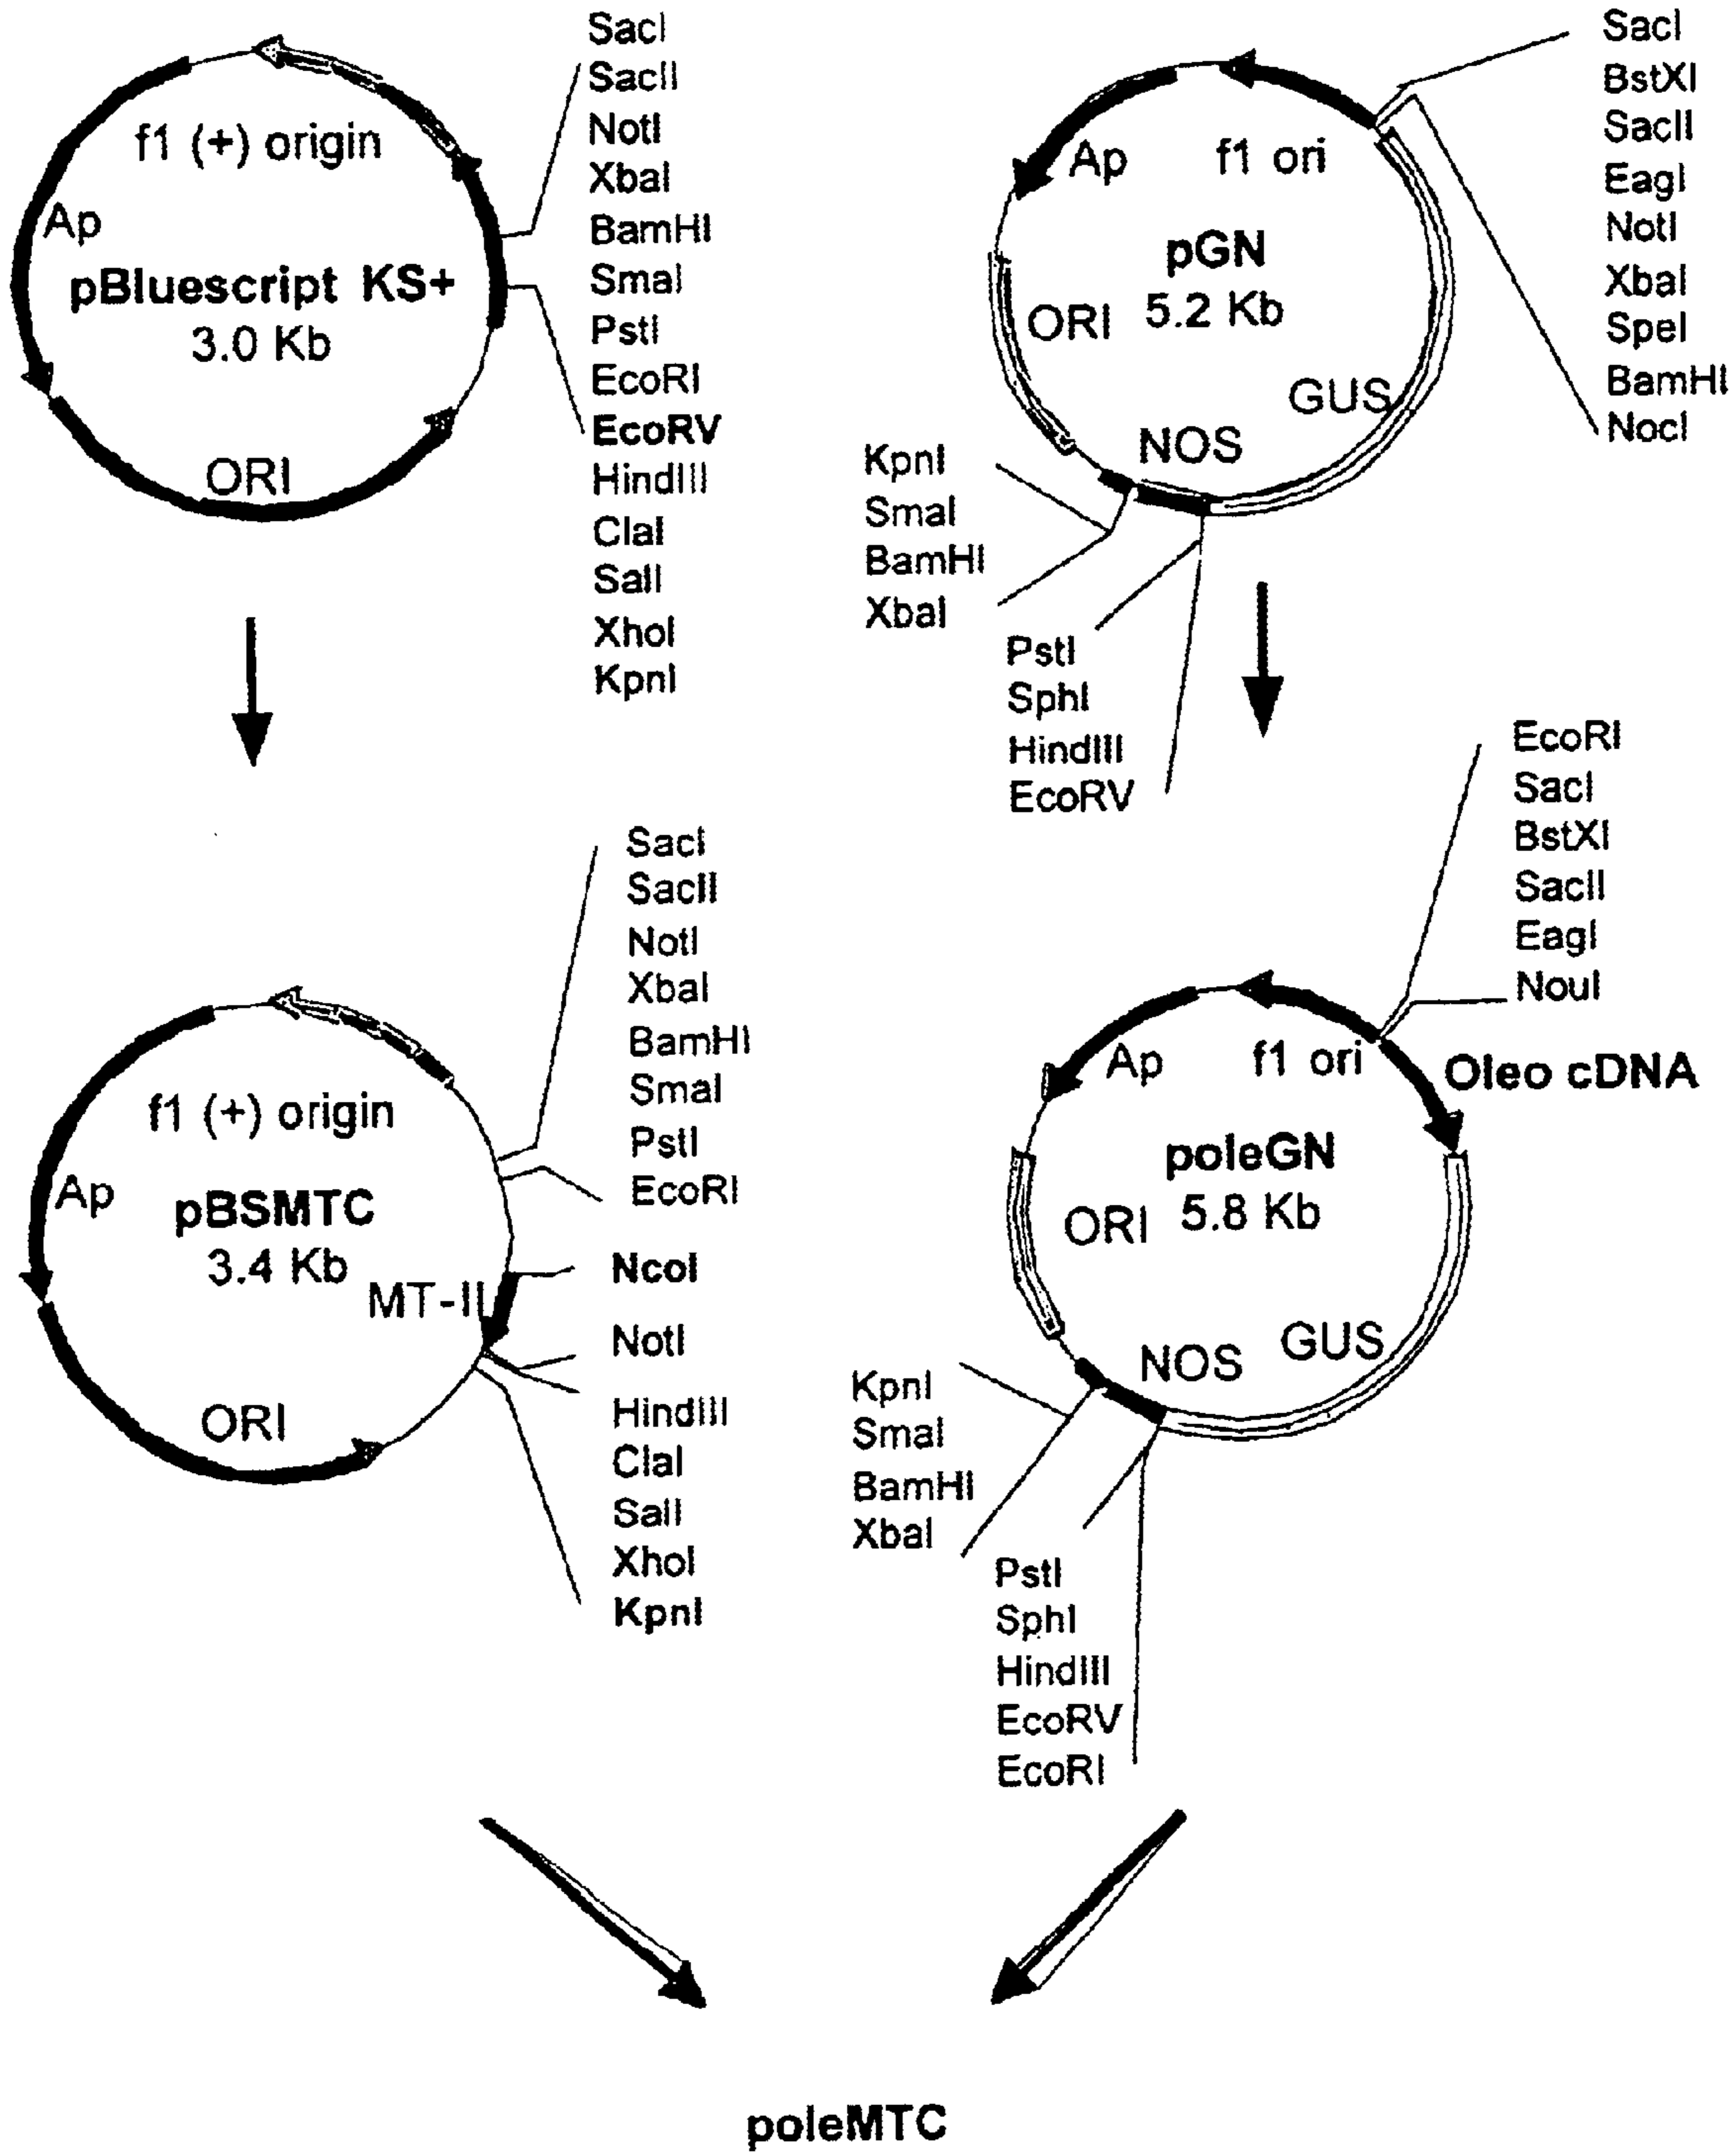 SacI
SacII
NotI
XbaI
BamHI
SmaI
PstI
EcoRI
EcoRV
HindIII
ClaI
SalI
XhoI
KpnI
f1 (+) origin
Ap
pBluescript KS+
3.0 Kb
ORI
SacI
BstXI
SacII
EagI
NotI
XbaI
SpeI
BamHI
NocI
Ap
f1 ori
pGN
5.2 Kb
ORI
GUS
NOS
KpnI
SmaI
BamHI
XbaI
PstI
SphI
HindIII
EcoRV
SacI
SacII
NotI
XbaI
BamHI
SmaI
PstI
EcoRI
NcoI
NotI
HindIII
ClaI
SalI
XhoI
KpnI
f1 (+) origin
Ap
pBSMTC
3.4 Kb
MT-II
ORI
EcoRI
SacI
BstXI
SacII
EagI
NouI
Ap
f1 ori
Oleo cDNA
poleGN
5.8 Kb
ORI
GUS
NOS
KpnI
SmaI
BamHI
XbaI
PstI
SphI
HindIII
EcoRV
EcoRI
poleMTC